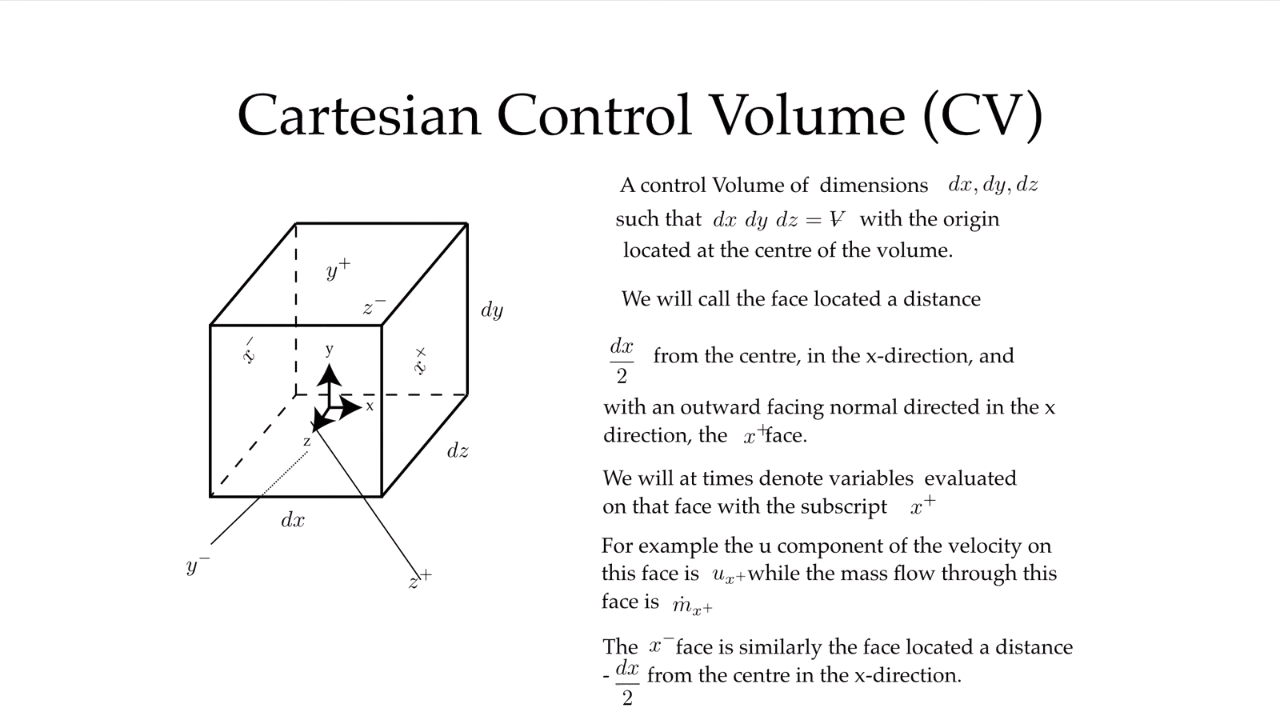 Cartesian Control Volume (CV)
A control Volume of dimensions dx, dy, dz
such that dx dy dz = V with the origin
located at the centre of the volume.
We will call the face located a distance
dx/2 from the centre, in the x-direction, and
with an outward facing normal directed in the x
direction, the x⁺face.
We will at times denote variables evaluated
on that face with the subscript x⁺
For example the u component of the velocity on
this face is uₓ₊ while the mass flow through this
face is ṁₓ₊
The x⁻ face is similarly the face located a distance
- dx/2 from the centre in the x-direction.
y⁺
z⁻
dy
x⁻
x⁺
y
x
z
dz
dx
y⁻
z⁺